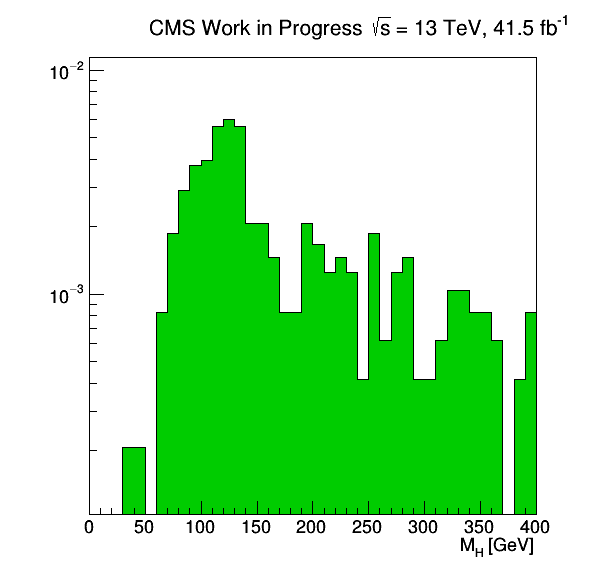 CMS Work in Progress √s = 13 TeV, 41.5 fb⁻¹
10⁻²
10⁻³
0 50 100 150 200 250 300 350 400
M_H [GeV]